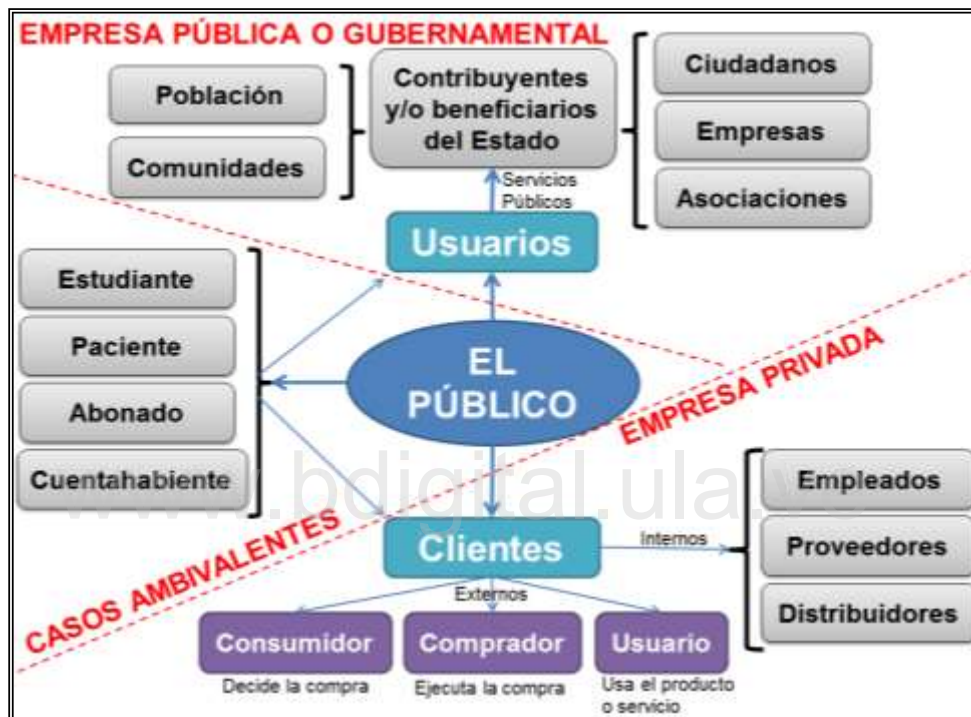 EMPRESA PÚBLICA O GUBERNAMENTAL
Población
Comunidades
Contribuyentes
y/o beneficiarios
del Estado
Ciudadanos
Empresas
Asociaciones
Servicios
Públicos
Usuarios
Estudiante
Paciente
Abonado
Cuentahabiente
EL
PÚBLICO
EMPRESA PRIVADA
CASOS AMBIVALENTES
www.bdigital.ula.ve
Clientes
Internos
Empleados
Proveedores
Distribuidores
Externos
Consumidor
Comprador
Usuario
Decide la compra
Ejecuta la compra
Usa el producto
o servicio